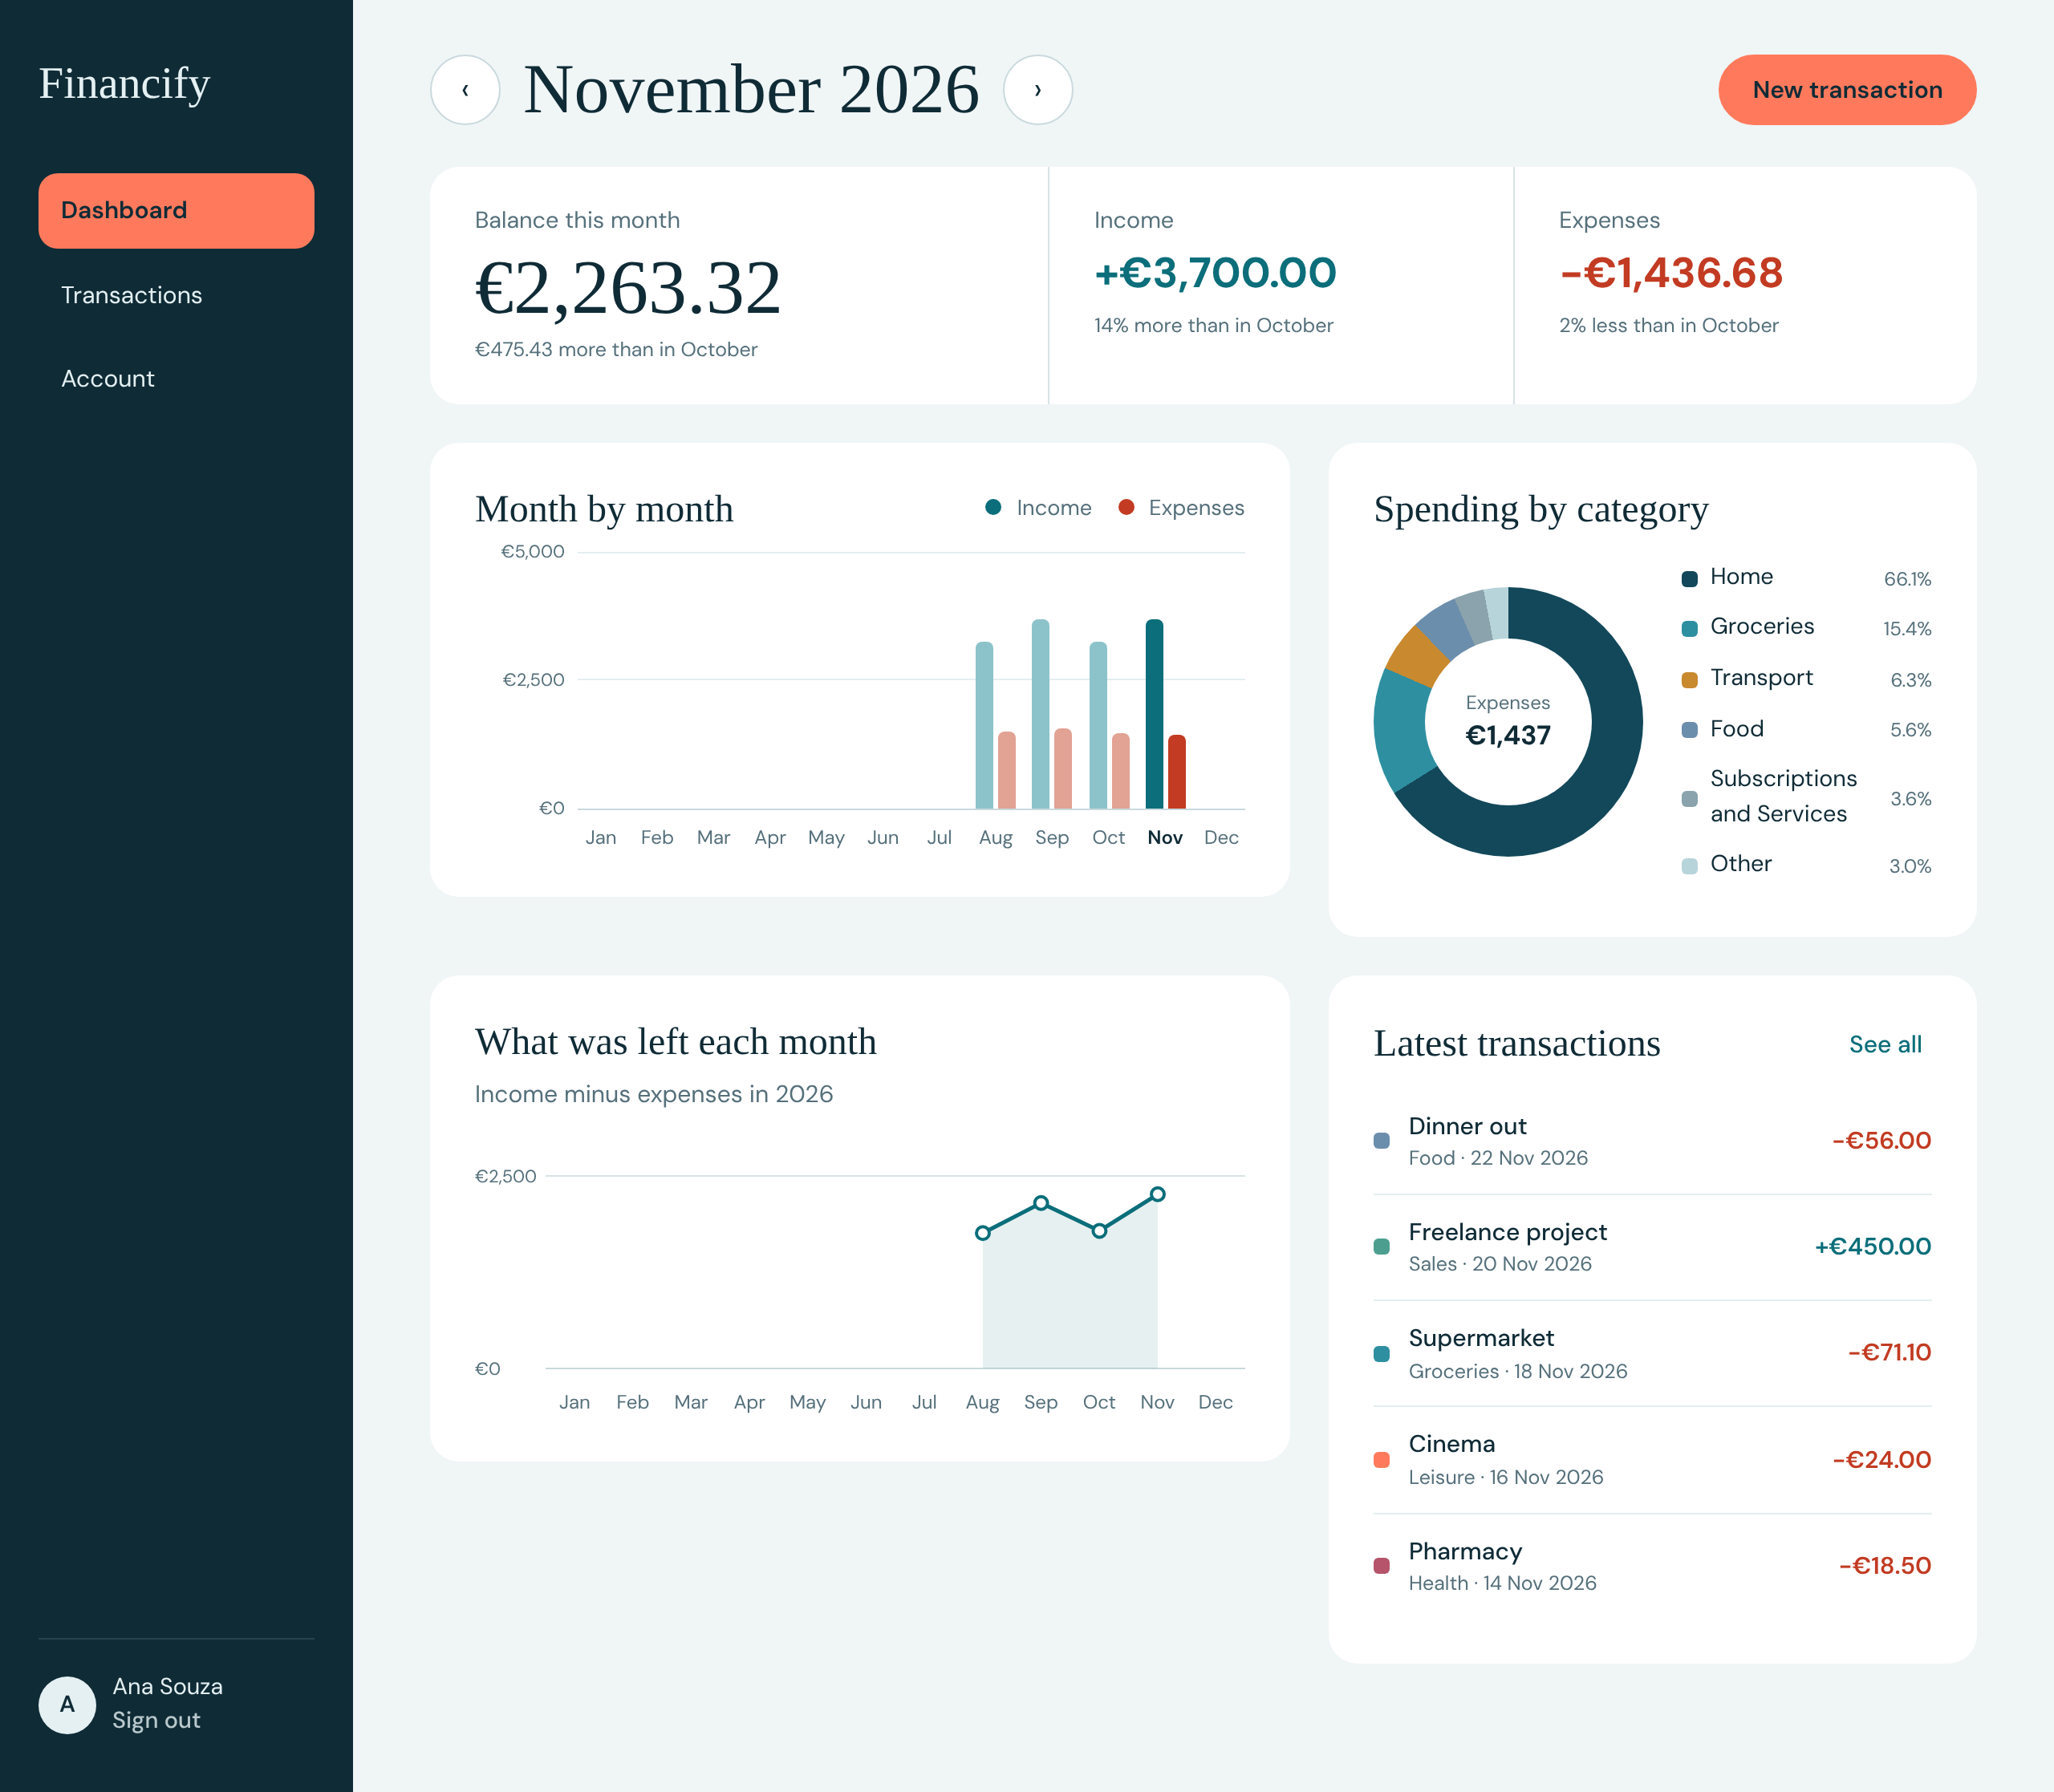 Financify
Dashboard
Transactions
Account
Ana Souza
Sign out
A
‹ November 2026 ›
New transaction
Balance this month
€2,263.32
€475.43 more than in October
Income
+€3,700.00
14% more than in October
Expenses
−€1,436.68
2% less than in October
Month by month
Income Expenses
€5,000
€2,500
€0
Jan Feb Mar Apr May Jun Jul Aug Sep Oct Nov Dec
Spending by category
Expenses
€1,437
Home 66.1%
Groceries 15.4%
Transport 6.3%
Food 5.6%
Subscriptions
and Services 3.6%
Other 3.0%
What was left each month
Income minus expenses in 2026
€2,500
€0
Jan Feb Mar Apr May Jun Jul Aug Sep Oct Nov Dec
Latest transactions
See all
Dinner out
Food · 22 Nov 2026
−€56.00
Freelance project
Sales · 20 Nov 2026
+€450.00
Supermarket
Groceries · 18 Nov 2026
−€71.10
Cinema
Leisure · 16 Nov 2026
−€24.00
Pharmacy
Health · 14 Nov 2026
−€18.50